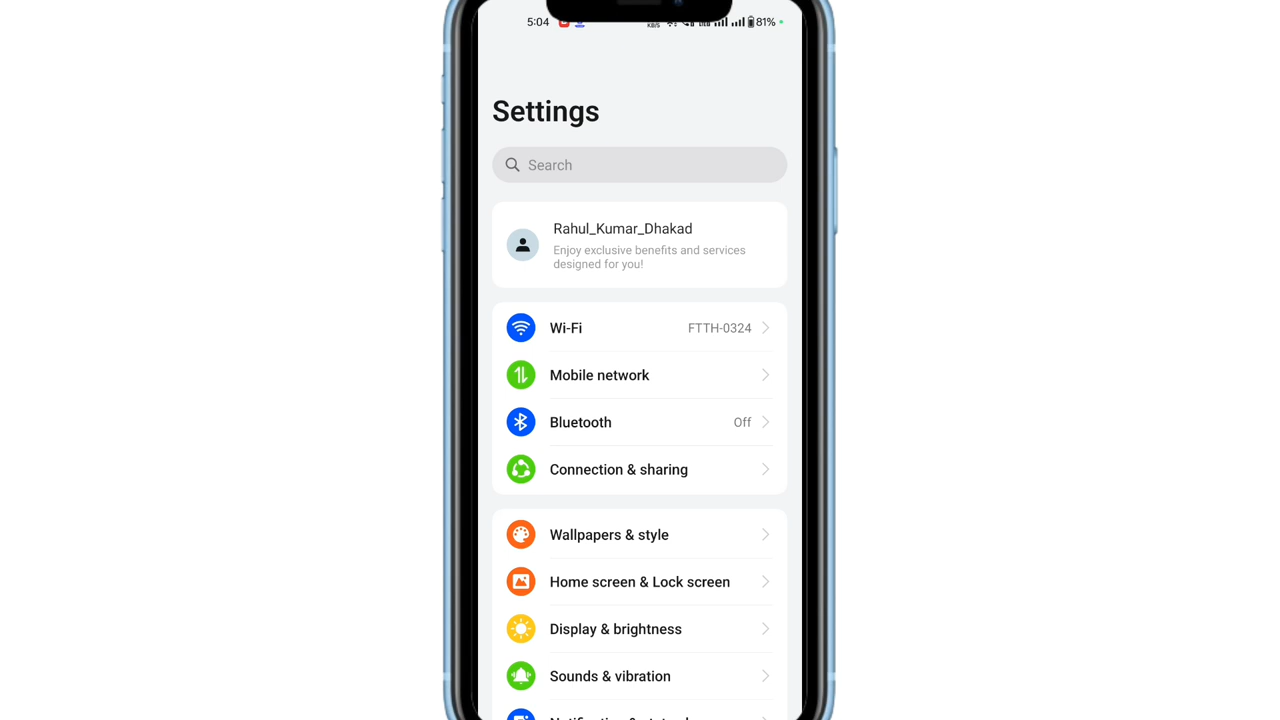 5:04 81%
Settings
Search
Rahul_Kumar_Dhakad
Enjoy exclusive benefits and services
designed for you!
Wi-Fi FTTH-0324
Mobile network
Bluetooth Off
Connection & sharing
Wallpapers & style
Home screen & Lock screen
Display & brightness
Sounds & vibration